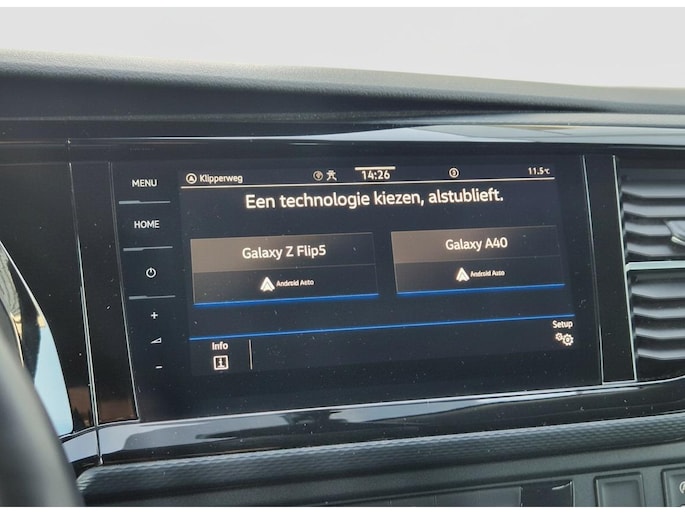 MENU
HOME
Klipperweg
14:26
3
11.5°C
Een technologie kiezen, alstublieft.
Galaxy Z Flip5
Android Auto
Galaxy A40
Android Auto
Info
Setup
+
-